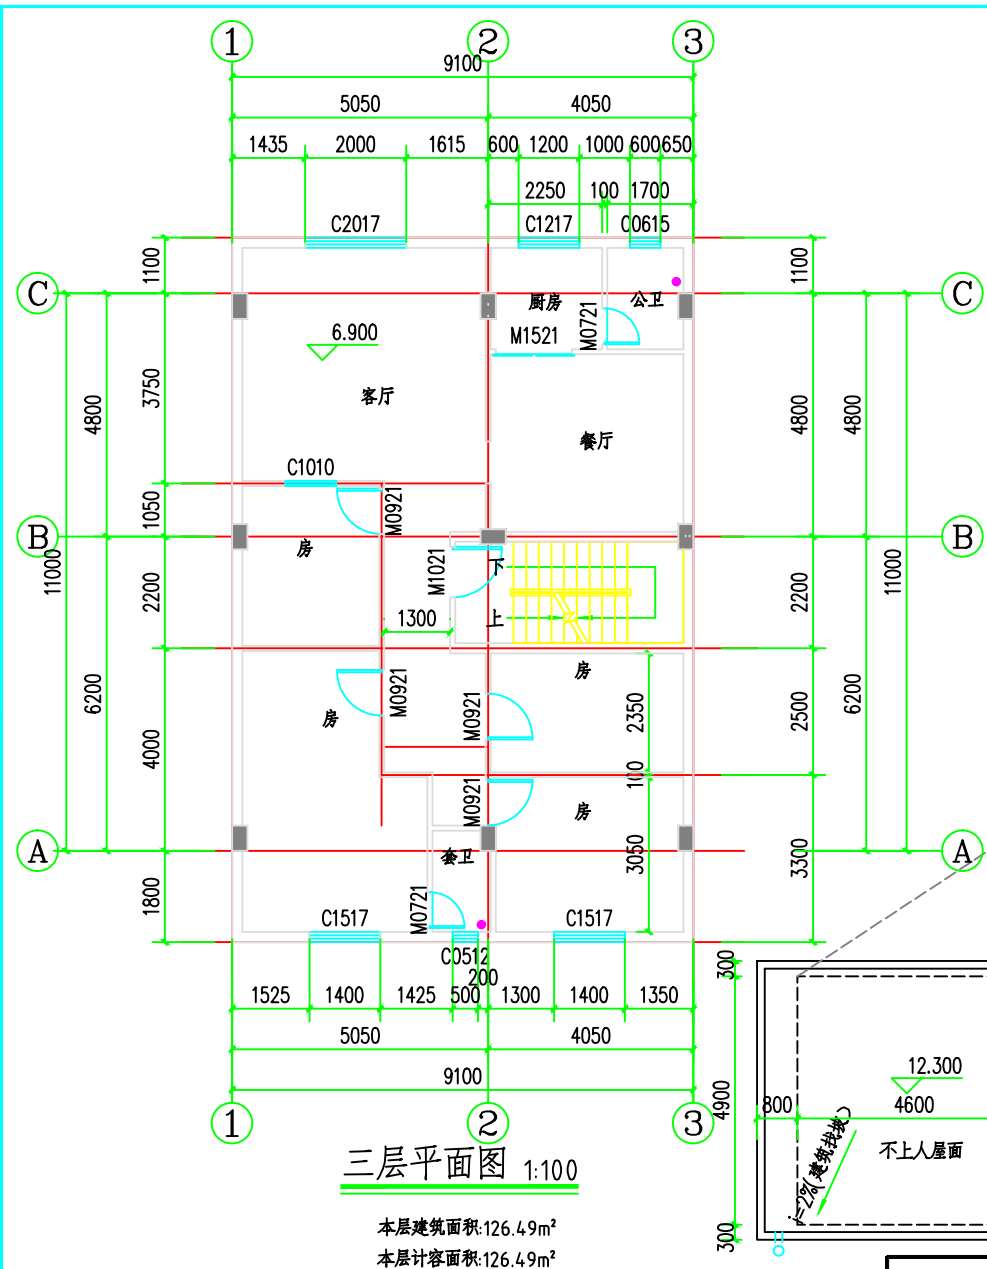 1 2 3
9100
5050 4050
1435 2000 1615 600 1200 1000 600 650
2250 100 1700
C2017 C1217 C0615
1100 1100
C C
厨房 公卫
M0721
6.900 M1521
3750
客厅
4800 4800 4800
餐厅
C1010
M0921
1050
B B
11000 11000
房
M1021 下
2200 2200
1300 上
房
M0921
6200 6200
房
M0921
2350 2500
4000
100
M0921 房
A A
套卫
3050 3300
1800
M0721
C1517 C1517
C0512
200
1525 1400 1425 500 1300 1400 1350
5050 4050
9100
1 2 3
三层平面图 1:100
本层建筑面积:126.49m²
本层计容面积:126.49m²
300
12.300
4900
800 4600
不上人屋面
i=2%(建筑找坡)
300